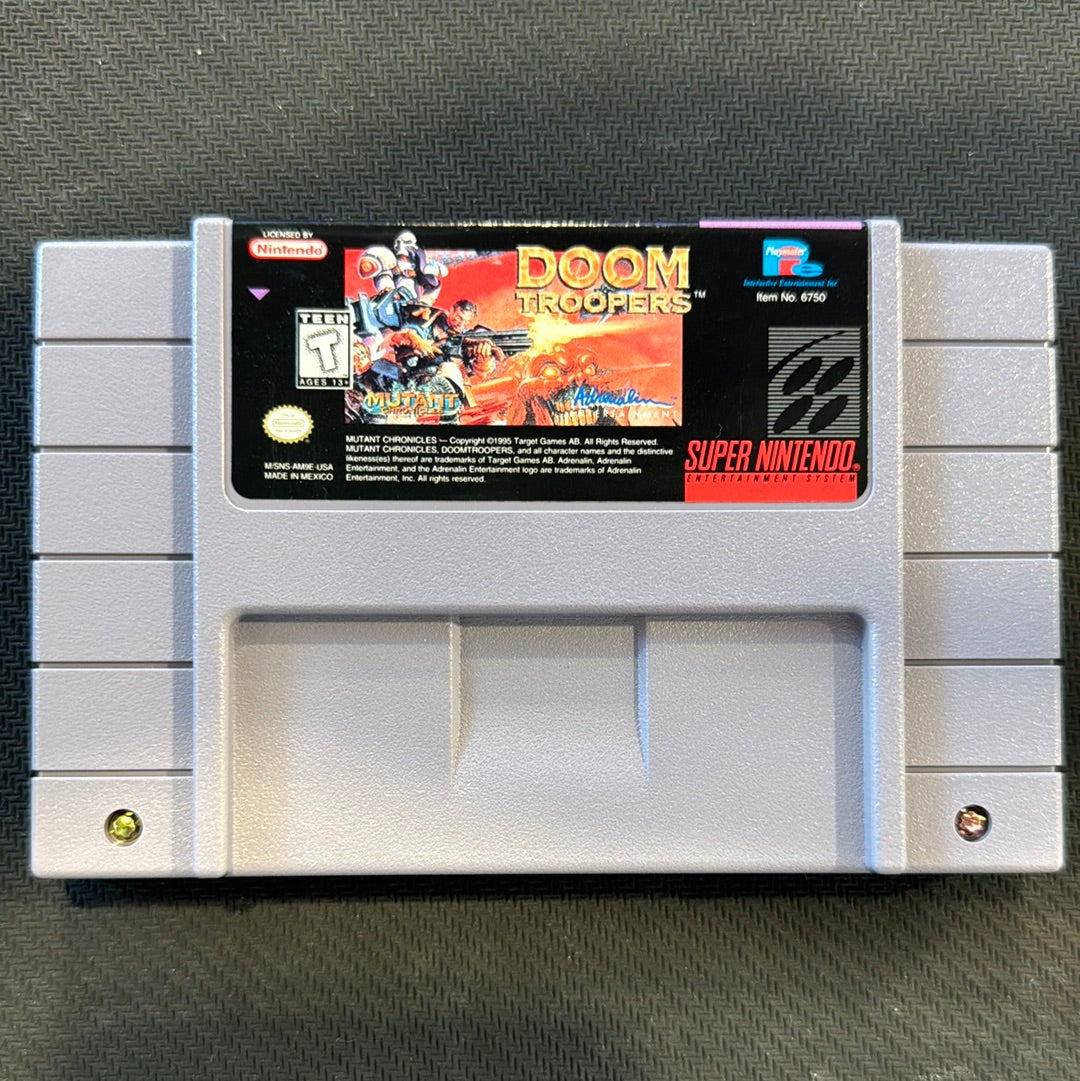 LICENSED BY
Nintendo
DOOM
TROOPERS™
Playmates
Interactive Entertainment Inc
Item No. 6750
TEEN
T
AGES 13+
MUTANT
CHRONICLES
Adrenalin™
ENTERTAINMENT
MUTANT CHRONICLES — Copyright ©1995 Target Games AB. All Rights Reserved.
MUTANT CHRONICLES, DOOMTROOPERS, and all character names and the distinctive
likeness(es) thereof are trademarks of Target Games AB. Adrenalin, Adrenalin
Entertainment, and the Adrenalin Entertainment logo are trademarks of Adrenalin
Entertainment, Inc. All rights reserved.
M/SNS-AM9E-USA
MADE IN MEXICO
SUPER NINTENDO®
ENTERTAINMENT SYSTEM